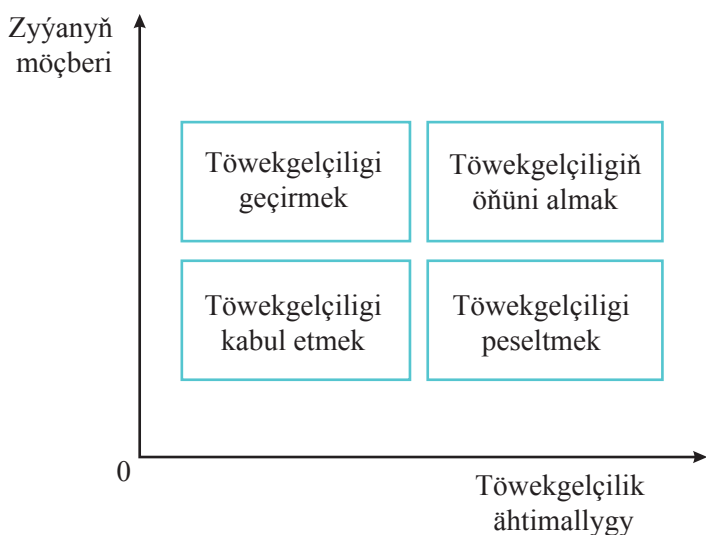 Zyýanyň
möçberi
Töwekgelçiligi
geçirmek
Töwekgelçiligiň
öňüni almak
Töwekgelçiligi
kabul etmek
Töwekgelçiligi
peseltmek
0
Töwekgelçilik
ähtimallygy